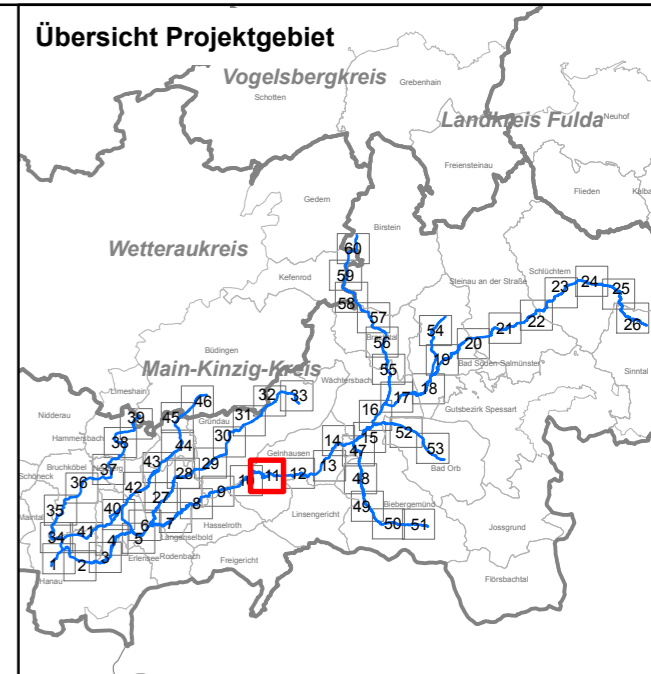 Übersicht Projektgebiet
Vogelsbergkreis
Grebenhain
Schotten
Landkreis Fulda
Neuhof
Freiensteinau
Flieden
Gedern
Birstein
Wetteraukreis
60
Kefenrod
59
Steinau an der Straße
Schlüchtern
23
24
25
58
57
22
26
54
21
56
20
Büdingen
19
Bad Soden-Salmünster
Sinntal
Main-Kinzig-Kreis
Wächtersbach
55
Limeshain
46
32
33
18
17
Gutsbezirk Spessart
Nidderau
39
45
31
16
Gründau
Hammersbach
38
30
14
15
52
44
Gelnhausen
47
53
Bruchköbel
37
43
29
13
Bad Orb
Schöneck
36
42
28
10
11
12
48
35
27
9
Linsengericht
Maintal
40
8
Hasselroth
49
Biebergemünd
41
6
7
50
51
Jossgrund
34
4
5
Langenselbold
Freigericht
1
2
3
Erlensee
Rodenbach
Flörsbachtal
Hanau